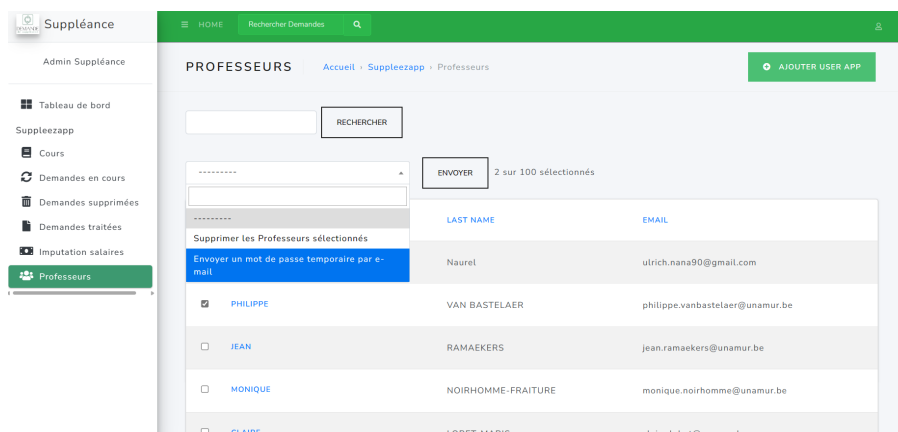 Suppléance
HOME
Rechercher Demandes
Admin Suppléance
PROFESSEURS
Accueil › Suppleezapp › Professeurs
AJOUTER USER APP
Tableau de bord
Suppleezapp
Cours
Demandes en cours
Demandes supprimées
Demandes traitées
Imputation salaires
Professeurs
RECHERCHER
---------
ENVOYER
2 sur 100 sélectionnés
---------
Supprimer les Professeurs sélectionnés
Envoyer un mot de passe temporaire par e-
mail
LAST NAME
EMAIL
Naurel
ulrich.nana90@gmail.com
PHILIPPE
VAN BASTELAER
philippe.vanbastelaer@unamur.be
JEAN
RAMAEKERS
jean.ramaekers@unamur.be
MONIQUE
NOIRHOMME-FRAITURE
monique.noirhomme@unamur.be